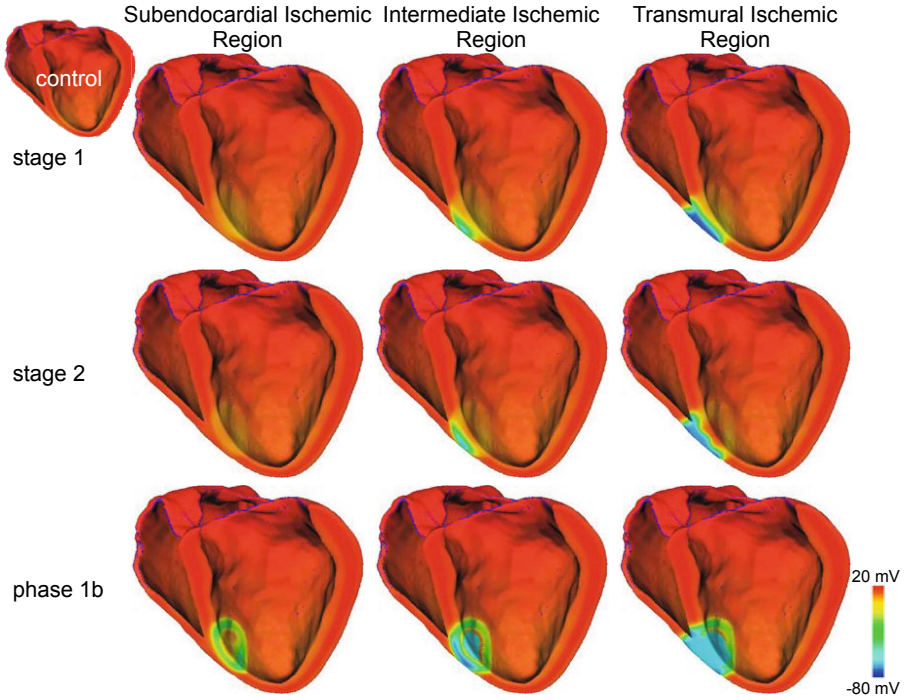 Subendocardial Ischemic
Region
Intermediate Ischemic
Region
Transmural Ischemic
Region
control
stage 1
stage 2
phase 1b
20 mV
-80 mV